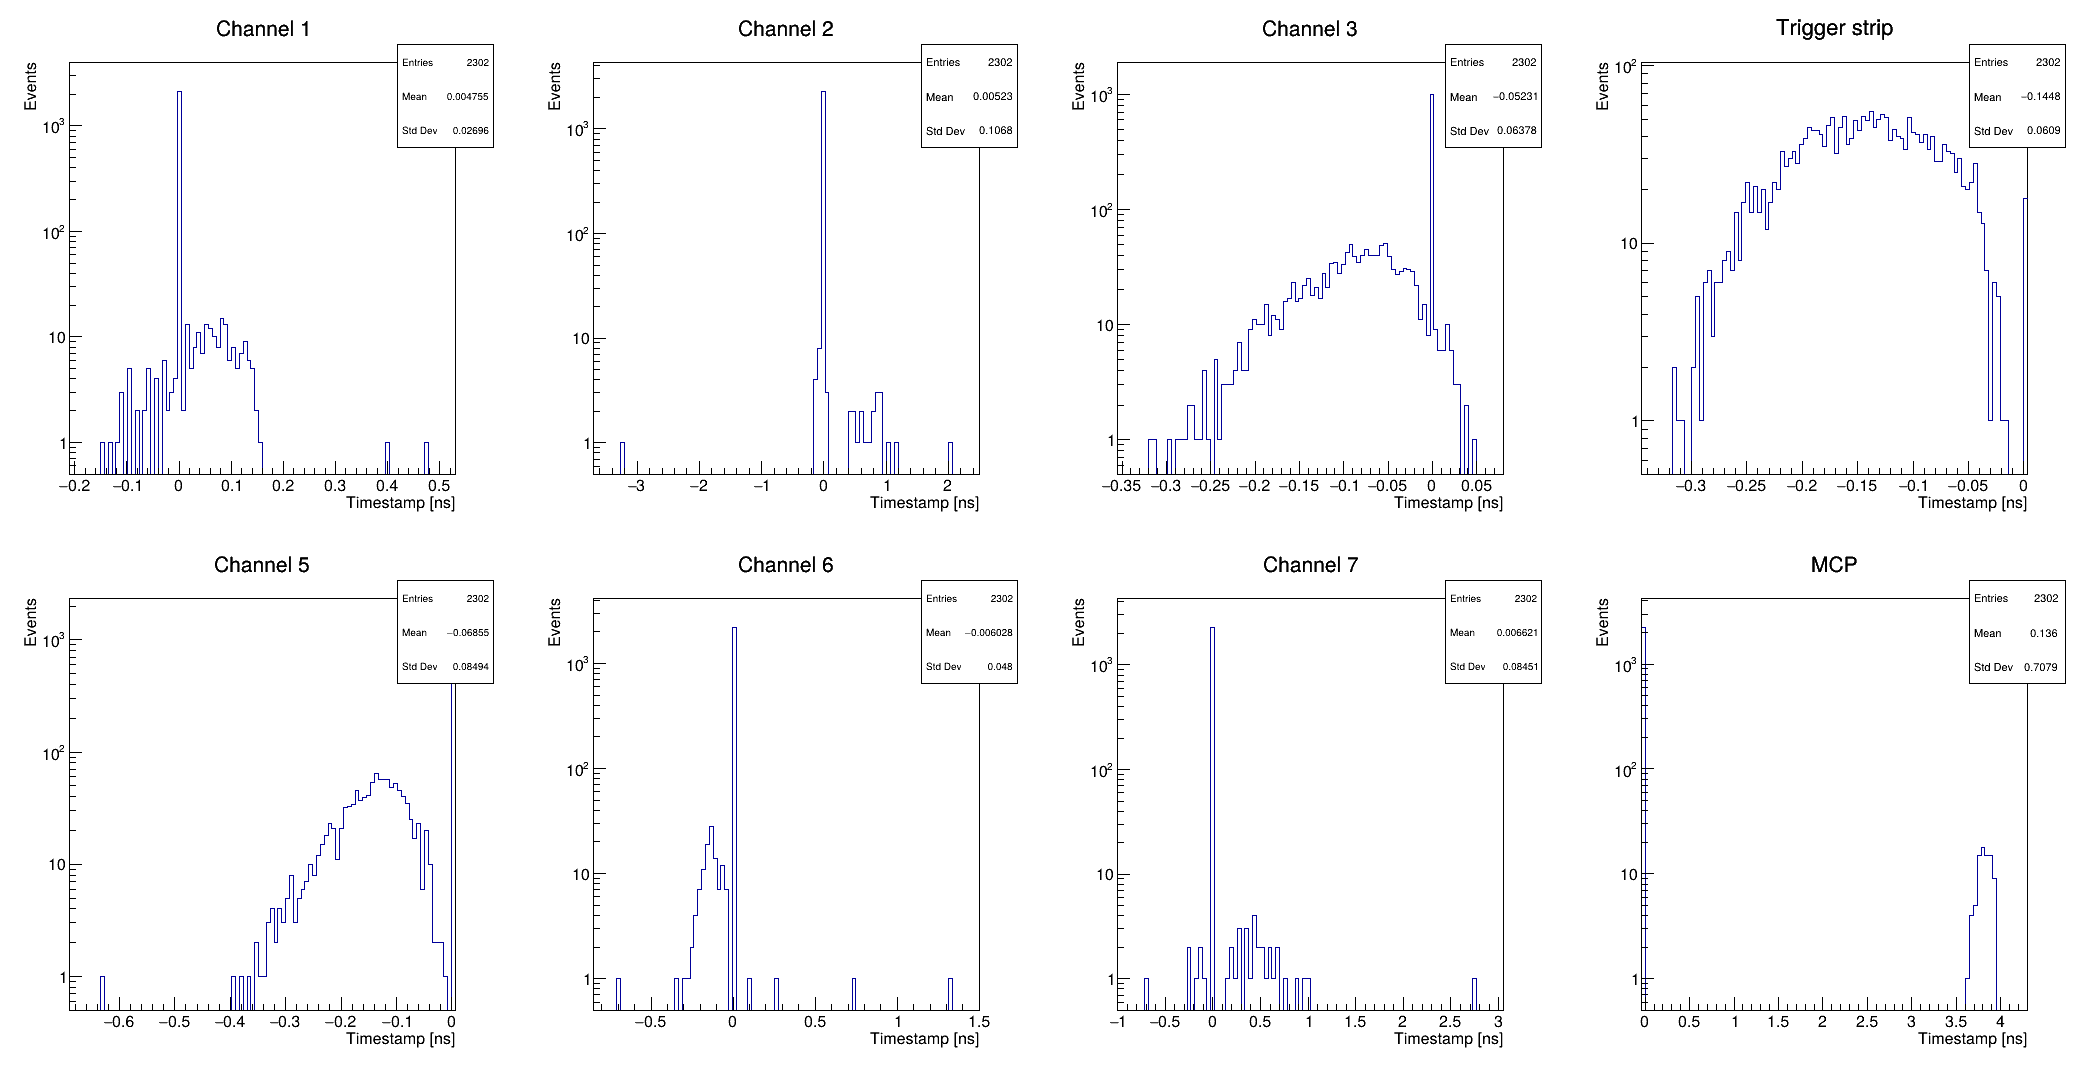 Channel 1
Events
Entries 2302
Mean 0.004755
Std Dev 0.02696
10³
10²
10
1
−0.2 −0.1 0 0.1 0.2 0.3 0.4 0.5
Timestamp [ns]
Channel 2
Events
Entries 2302
Mean 0.00523
Std Dev 0.1068
10³
10²
10
1
−3 −2 −1 0 1 2
Timestamp [ns]
Channel 3
Events
Entries 2302
Mean −0.05231
Std Dev 0.06378
10³
10²
10
1
−0.35 −0.3 −0.25 −0.2 −0.15 −0.1 −0.05 0 0.05
Timestamp [ns]
Trigger strip
Events
Entries 2302
Mean −0.1448
Std Dev 0.0609
10²
10
1
−0.3 −0.25 −0.2 −0.15 −0.1 −0.05 0
Timestamp [ns]
Channel 5
Events
Entries 2302
Mean −0.06855
Std Dev 0.08494
10³
10²
10
1
−0.6 −0.5 −0.4 −0.3 −0.2 −0.1 0
Timestamp [ns]
Channel 6
Events
Entries 2302
Mean −0.006028
Std Dev 0.048
10³
10²
10
1
−0.5 0 0.5 1 1.5
Timestamp [ns]
Channel 7
Events
Entries 2302
Mean 0.006621
Std Dev 0.08451
10³
10²
10
1
−1 −0.5 0 0.5 1 1.5 2 2.5 3
Timestamp [ns]
MCP
Events
Entries 2302
Mean 0.136
Std Dev 0.7079
10³
10²
10
1
0 0.5 1 1.5 2 2.5 3 3.5 4
Timestamp [ns]